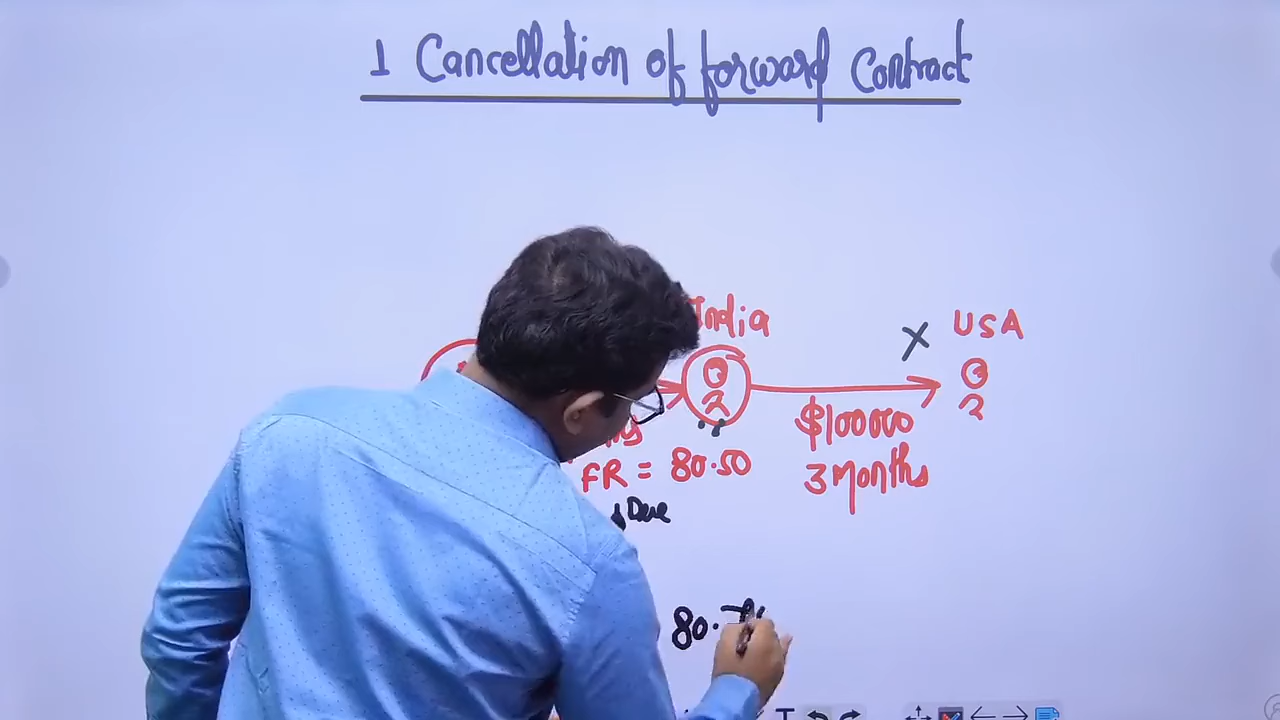 1 Cancellation of forward Contract
India
USA
X
$100000
FR = 80.50
3 months
Due
80.